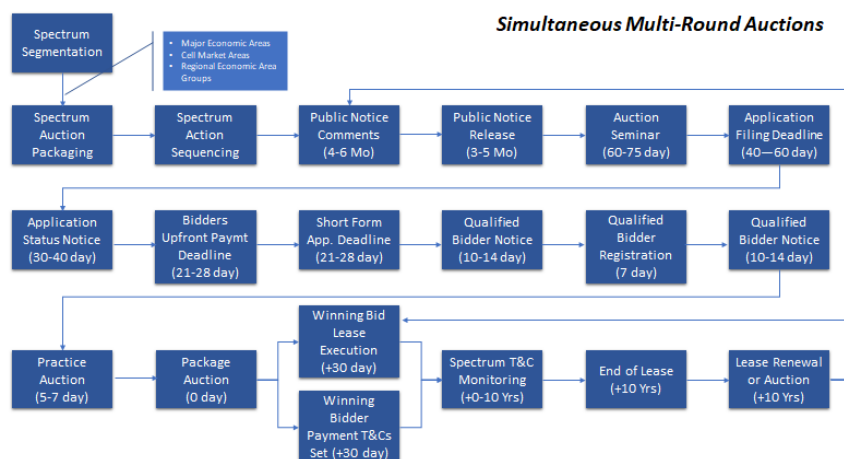 Simultaneous Multi-Round Auctions
Spectrum
Segmentation
• Major Economic Areas
• Cell Market Areas
• Regional Economic Area
Groups
Spectrum
Auction
Packaging
Spectrum
Action
Sequencing
Public Notice
Comments
(4-6 Mo)
Public Notice
Release
(3-5 Mo)
Auction
Seminar
(60-75 day)
Application
Filing Deadline
(40—60 day)
Application
Status Notice
(30-40 day)
Bidders
Upfront Paymt
Deadline
(21-28 day)
Short Form
App. Deadline
(21-28 day)
Qualified
Bidder Notice
(10-14 day)
Qualified
Bidder
Registration
(7 day)
Qualified
Bidder Notice
(10-14 day)
Practice
Auction
(5-7 day)
Package
Auction
(0 day)
Winning Bid
Lease
Execution
(+30 day)
Winning
Bidder
Payment T&Cs
Set (+30 day)
Spectrum T&C
Monitoring
(+0-10 Yrs)
End of Lease
(+10 Yrs)
Lease Renewal
or Auction
(+10 Yrs)